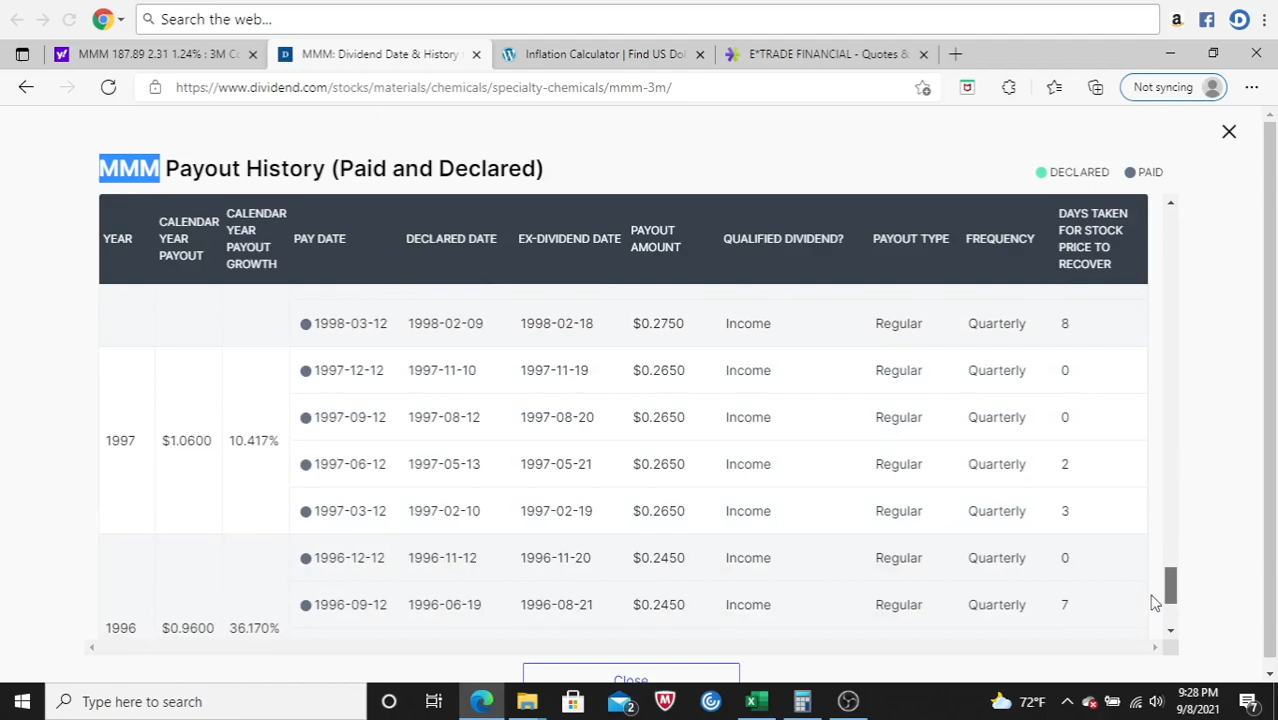 Search the web...
MMM 187.89 2.31 1.24% : 3M Co
MMM: Dividend Date & History
Inflation Calculator | Find US Dol
E*TRADE FINANCIAL - Quotes &
https://www.dividend.com/stocks/materials/chemicals/specialty-chemicals/mmm-3m/
Not syncing
MMM Payout History (Paid and Declared)
DECLARED PAID
YEAR CALENDAR YEAR PAYOUT CALENDAR YEAR PAYOUT GROWTH PAY DATE DECLARED DATE EX-DIVIDEND DATE PAYOUT AMOUNT QUALIFIED DIVIDEND? PAYOUT TYPE FREQUENCY DAYS TAKEN FOR STOCK PRICE TO RECOVER
1998-03-12 1998-02-09 1998-02-18 $0.2750 Income Regular Quarterly 8
1997-12-12 1997-11-10 1997-11-19 $0.2650 Income Regular Quarterly 0
1997-09-12 1997-08-12 1997-08-20 $0.2650 Income Regular Quarterly 0
1997 $1.0600 10.417%
1997-06-12 1997-05-13 1997-05-21 $0.2650 Income Regular Quarterly 2
1997-03-12 1997-02-10 1997-02-19 $0.2650 Income Regular Quarterly 3
1996-12-12 1996-11-12 1996-11-20 $0.2450 Income Regular Quarterly 0
1996-09-12 1996-06-19 1996-08-21 $0.2450 Income Regular Quarterly 7
1996 $0.9600 36.170%
Close
Type here to search
2
72°F
9:28 PM
9/8/2021
7